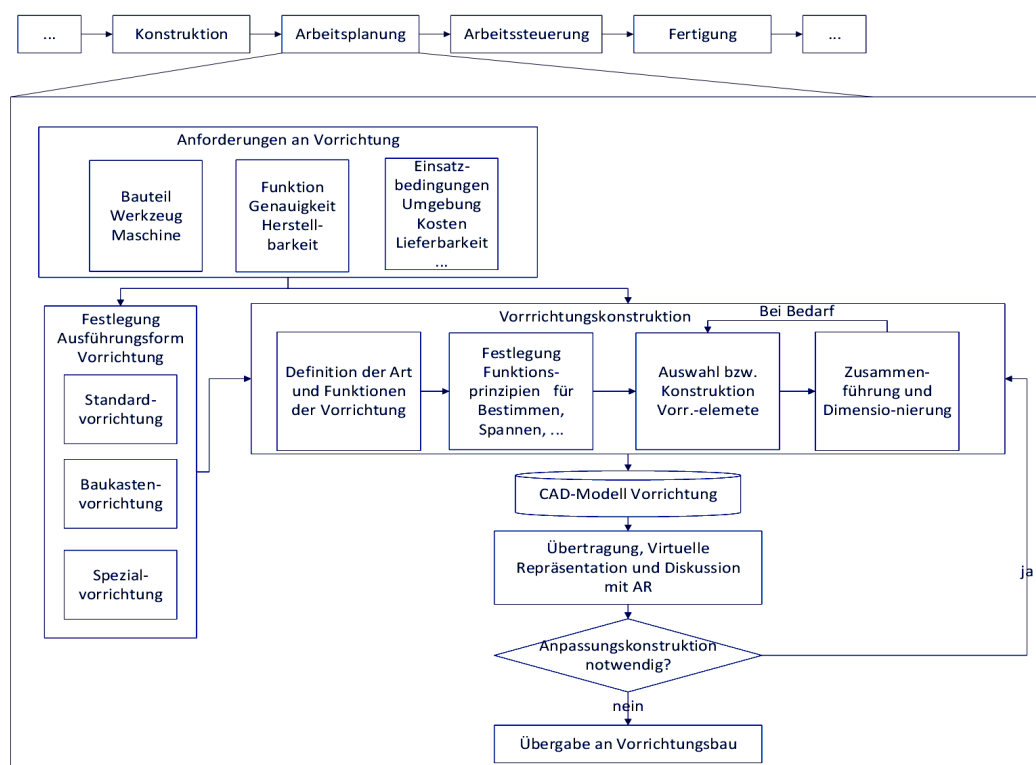 ...
Konstruktion
Arbeitsplanung
Arbeitssteuerung
Fertigung
...
Anforderungen an Vorrichtung
Bauteil
Werkzeug
Maschine
Funktion
Genauigkeit
Herstell-
barkeit
Einsatz-
bedingungen
Umgebung
Kosten
Lieferbarkeit
...
Festlegung
Ausführungsform
Vorrichtung
Standard-
vorrichtung
Baukasten-
vorrichtung
Spezial-
vorrichtung
Vorrrichtungskonstruktion
Bei Bedarf
Definition der Art
und Funktionen
der Vorrichtung
Festlegung
Funktions-
prinzipien für
Bestimmen,
Spannen, ...
Auswahl bzw.
Konstruktion
Vorr.-elemete
Zusammen-
führung und
Dimensio-nierung
CAD-Modell Vorrichtung
Übertragung, Virtuelle
Repräsentation und Diskussion
mit AR
ja
Anpassungskonstruktion
notwendig?
nein
Übergabe an Vorrichtungsbau